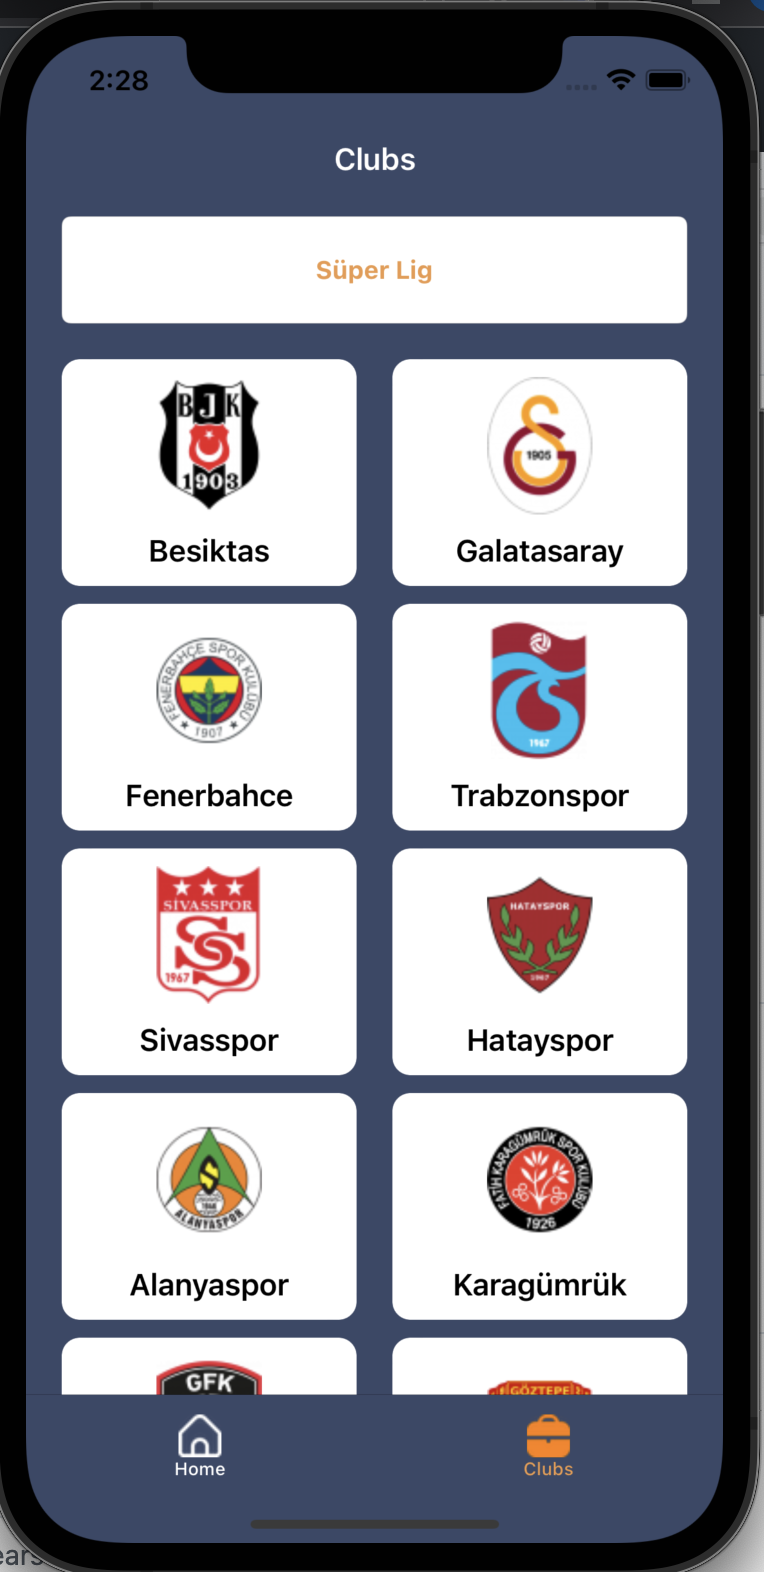 2:28
Clubs
Süper Lig
BJK
1903
Besiktas
1905
Galatasaray
FENERBAHÇE SPOR KULÜBÜ
1907
Fenerbahce
1967
Trabzonspor
SİVASSPOR
1967
SS
Sivasspor
HATAYSPOR
1967
Hatayspor
ALANYASPOR
Alanyaspor
FATİH KARAGÜMRÜK SPOR KULÜBÜ
1926
Karagümrük
GFK
GÖZTEPE
Home
Clubs
ears